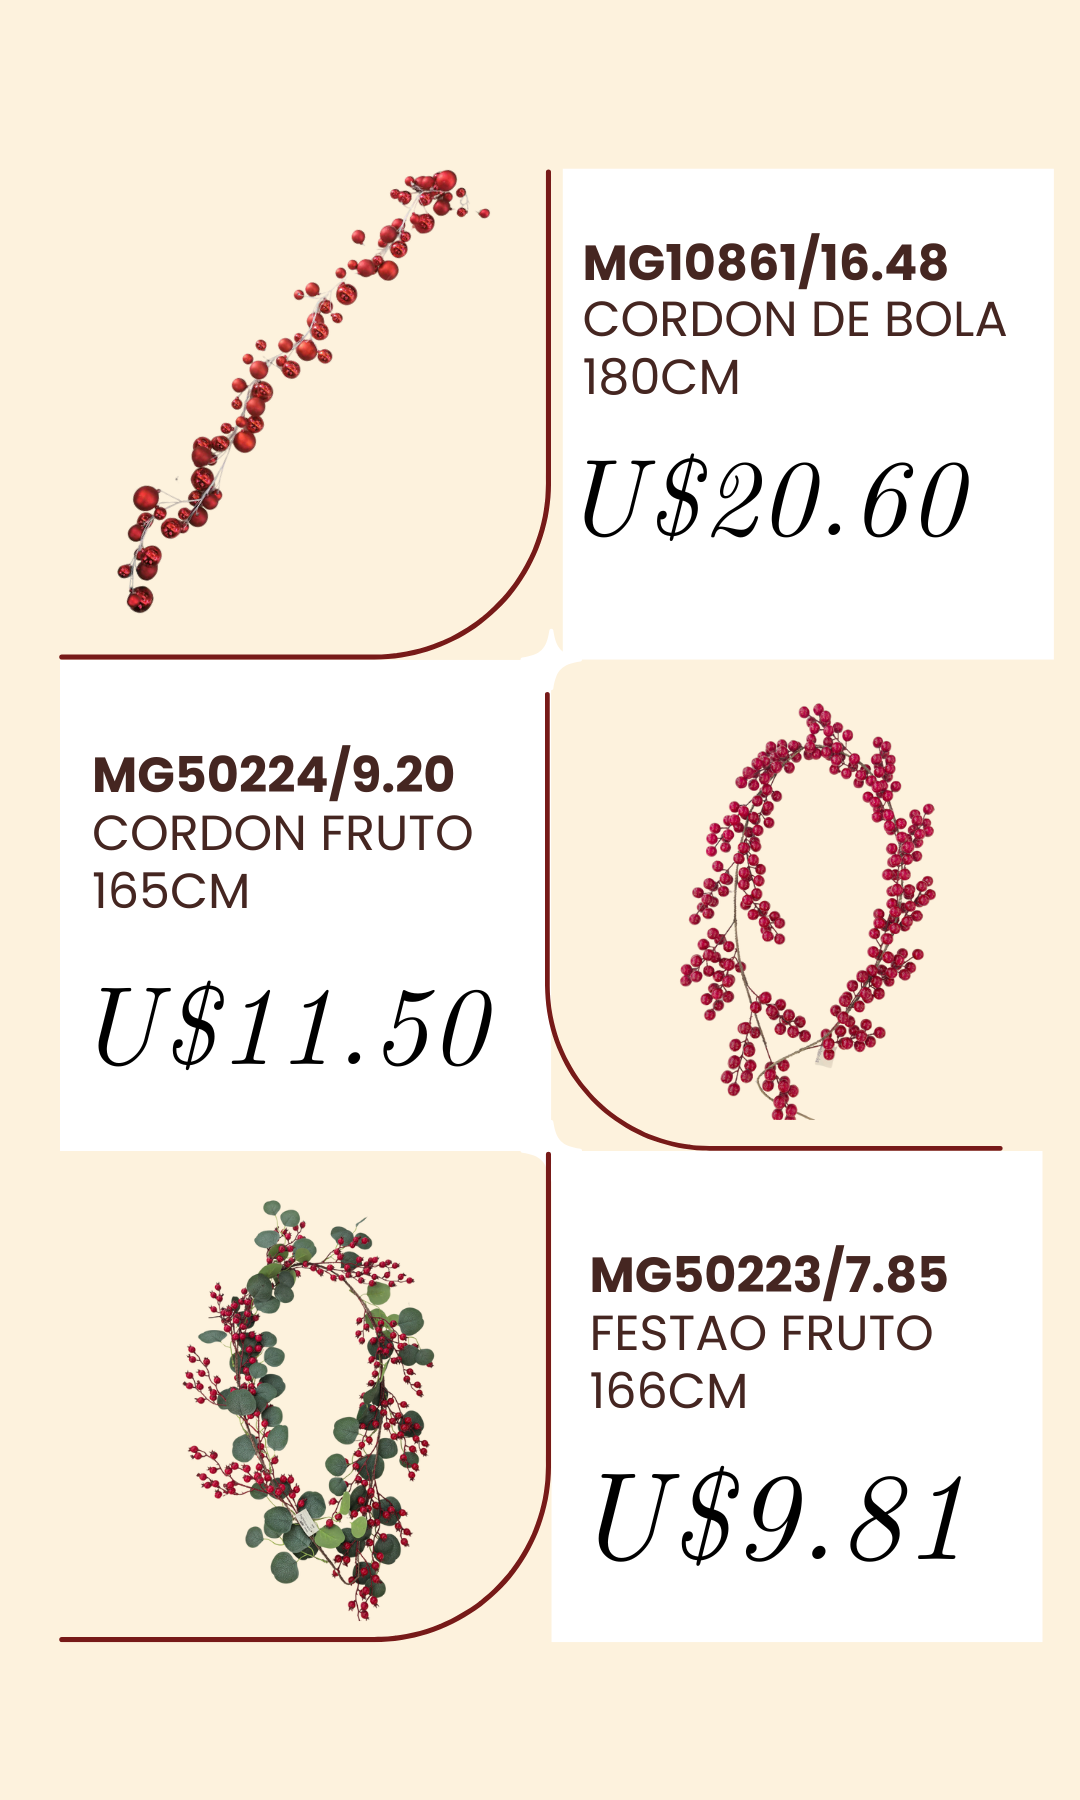 MG10861/16.48
CORDON DE BOLA
180CM
U$20.60
MG50224/9.20
CORDON FRUTO
165CM
U$11.50
MG50223/7.85
FESTAO FRUTO
166CM
U$9.81